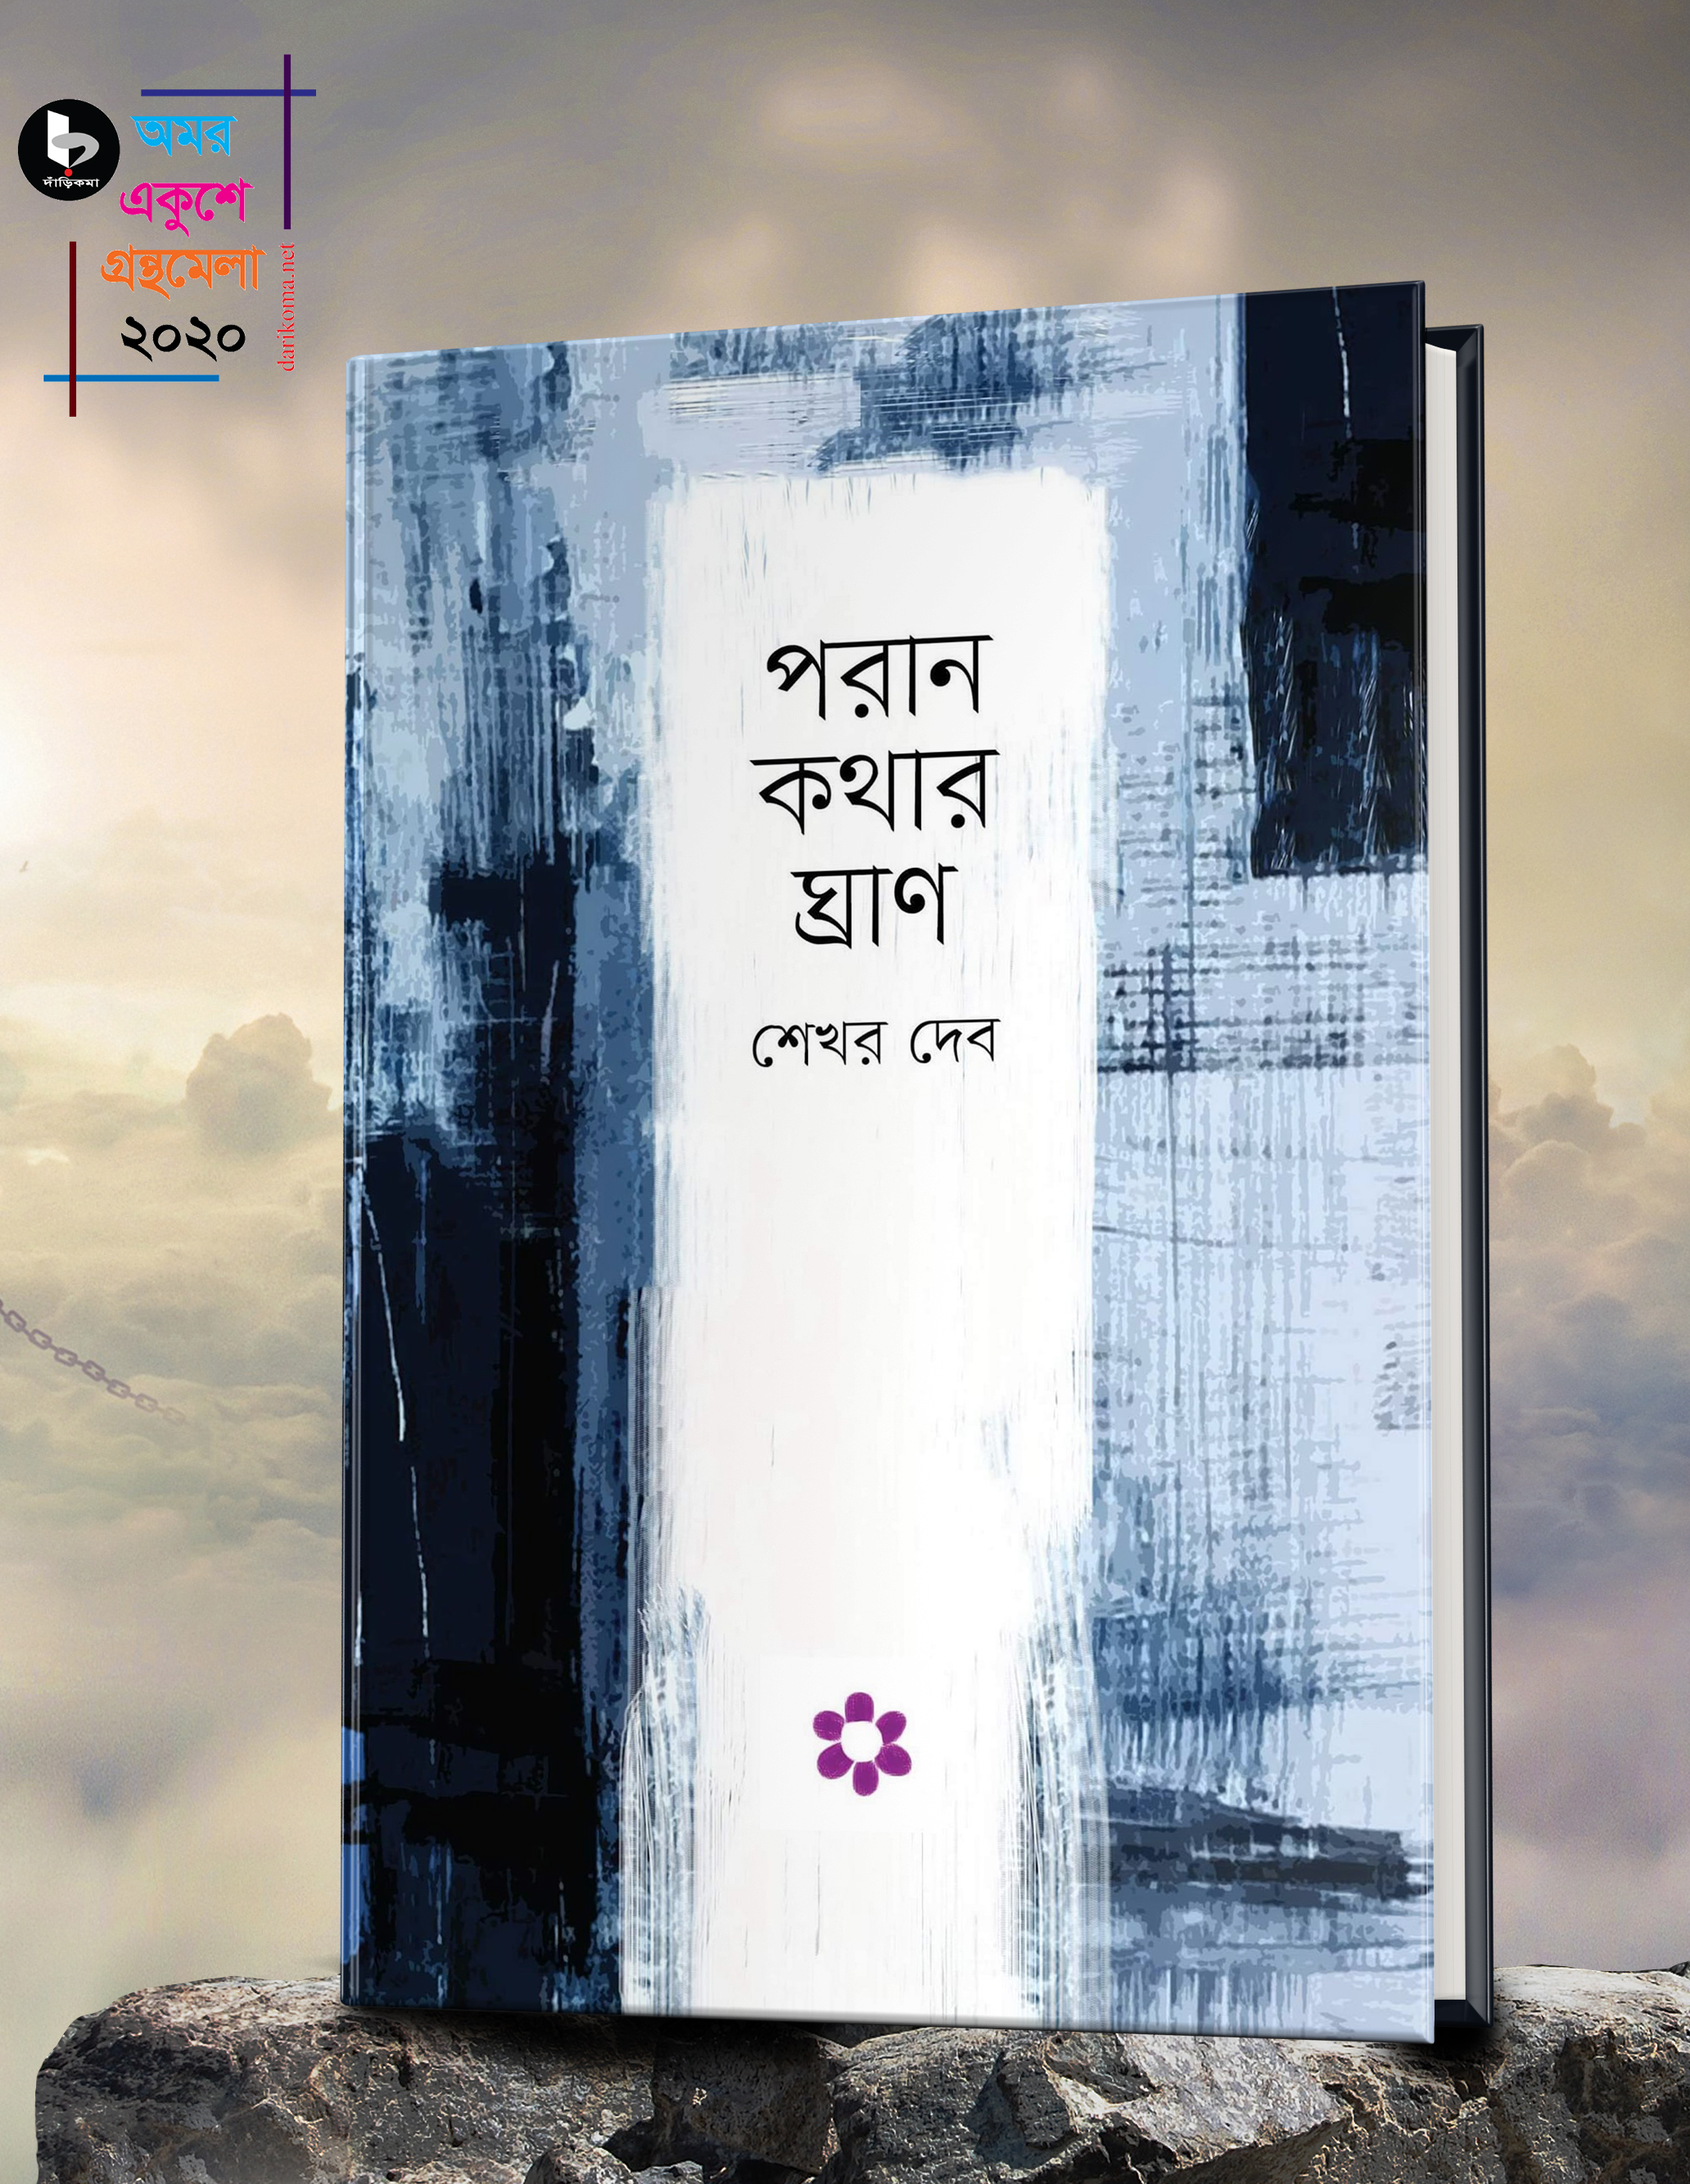 দাঁড়িকমা
অমর
একুশে
গ্রন্থমেলা
২০২০
darikoma.net
পরান
কথার
ঘ্রাণ
শেখর দেব